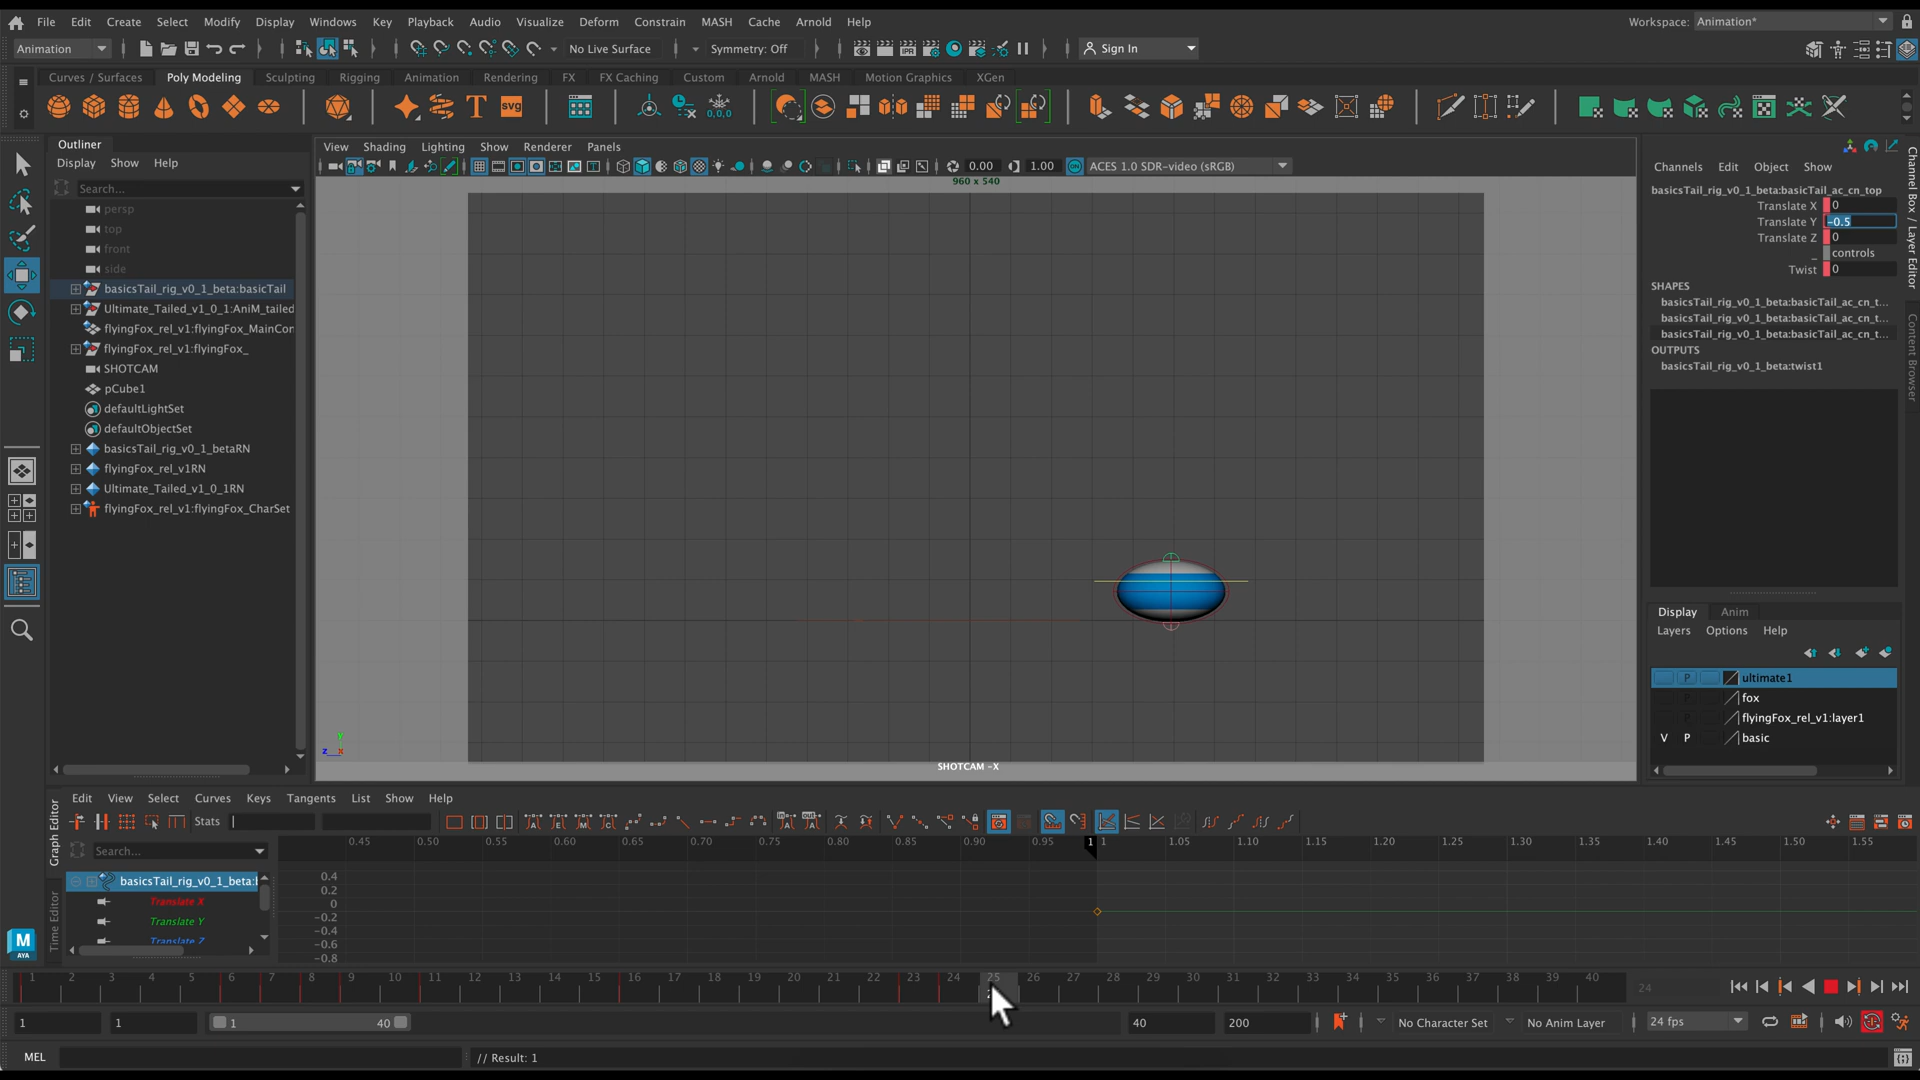 File Edit Create Select Modify Display Windows Key Playback Audio Visualize Deform Constrain MASH Cache Arnold Help Workspace: Animation*
Animation No Live Surface Symmetry: Off Sign In
Curves / Surfaces Poly Modeling Sculpting Rigging Animation Rendering FX FX Caching Custom Arnold MASH Motion Graphics XGen
Outliner
Display Show Help
Search...
persp
top
front
side
basicsTail_rig_v0_1_beta:basicTail
Ultimate_Tailed_v1_0_1:AniM_tailed
flyingFox_rel_v1:flyingFox_MainCon
flyingFox_rel_v1:flyingFox_
SHOTCAM
pCube1
defaultLightSet
defaultObjectSet
basicsTail_rig_v0_1_betaRN
flyingFox_rel_v1RN
Ultimate_Tailed_v1_0_1RN
flyingFox_rel_v1:flyingFox_CharSet
View Shading Lighting Show Renderer Panels
0.00 1.00 ACES 1.0 SDR-video (sRGB)
960 x 540
SHOTCAM -X
Channels Edit Object Show
basicsTail_rig_v0_1_beta:basicTail_ac_cn_top
Translate X 0
Translate Y -0.5
Translate Z 0
_ controls
Twist 0
SHAPES
basicsTail_rig_v0_1_beta:basicTail_ac_cn_t...
basicsTail_rig_v0_1_beta:basicTail_ac_cn_t...
basicsTail_rig_v0_1_beta:basicTail_ac_cn_t...
OUTPUTS
basicsTail_rig_v0_1_beta:twist1
Channel Box / Layer Editor
Content Browser
Display Anim
Layers Options Help
P ultimate1
P fox
P flyingFox_rel_v1:layer1
V P basic
Graph Editor
Time Editor
Edit View Select Curves Keys Tangents List Show Help
Stats
Search...
basicsTail_rig_v0_1_beta:b
Translate X
Translate Y
Translate Z
0.45 0.50 0.55 0.60 0.65 0.70 0.75 0.80 0.85 0.90 0.95 1 1 1.05 1.10 1.15 1.20 1.25 1.30 1.35 1.40 1.45 1.50 1.55
0.4
0.2
0
-0.2
-0.4
-0.6
-0.8
M
AYA
1 2 3 4 5 6 7 8 9 10 11 12 13 14 15 16 17 18 19 20 21 22 23 24 25 26 27 28 29 30 31 32 33 34 35 36 37 38 39 40 24
1 1 1 40 40 200 No Character Set No Anim Layer 24 fps
MEL // Result: 1